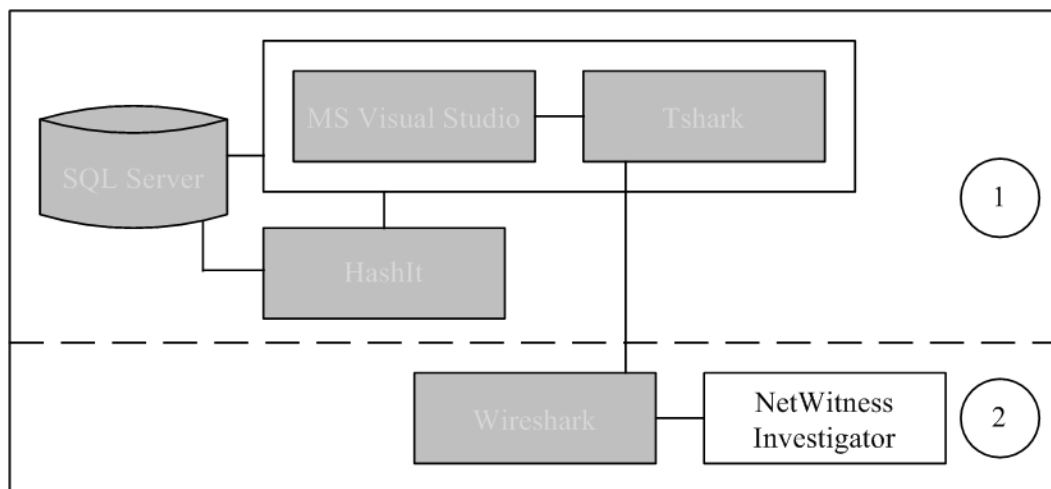 MS Visual Studio
Tshark
SQL Server
1
HashIt
Wireshark
NetWitness
Investigator
2